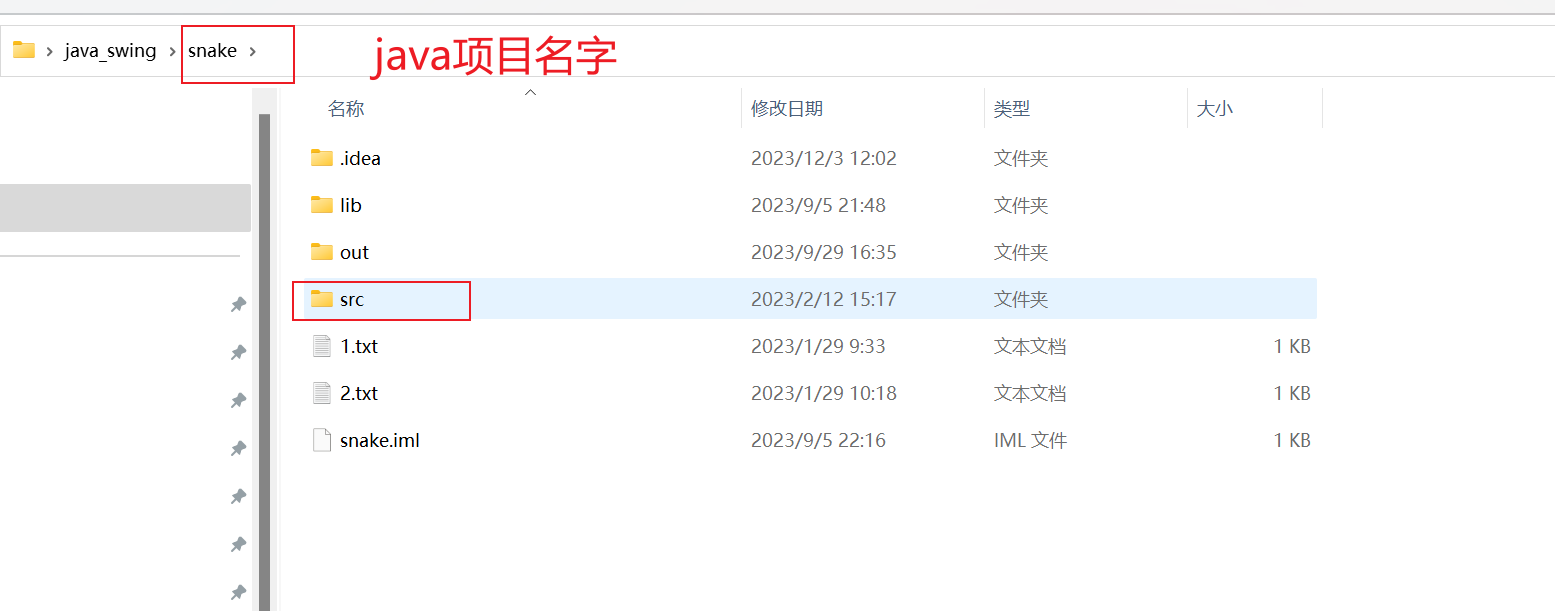 java_swing > snake >
java项目名字
名称 修改日期 类型 大小
.idea 2023/12/3 12:02 文件夹
lib 2023/9/5 21:48 文件夹
out 2023/9/29 16:35 文件夹
src 2023/2/12 15:17 文件夹
1.txt 2023/1/29 9:33 文本文档 1 KB
2.txt 2023/1/29 10:18 文本文档 1 KB
snake.iml 2023/9/5 22:16 IML 文件 1 KB